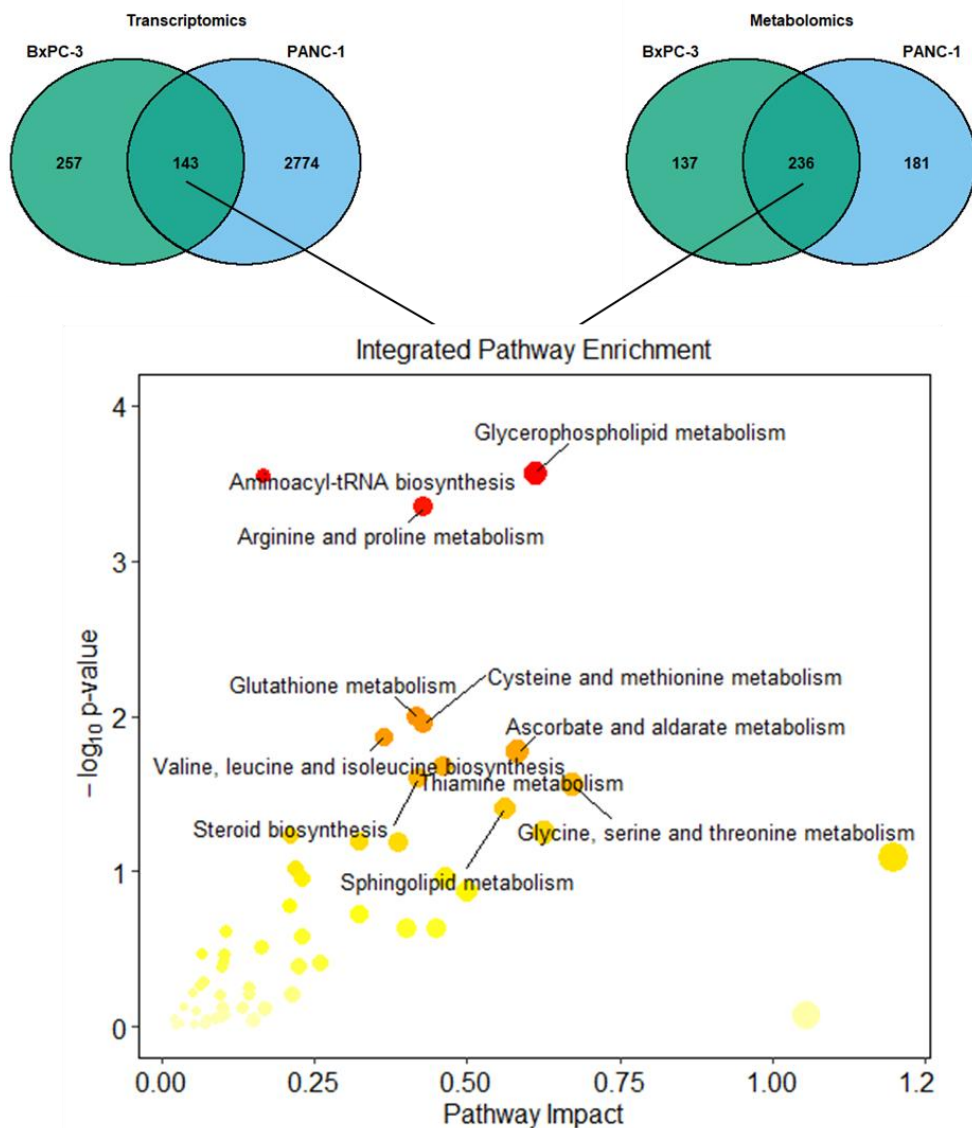 Transcriptomics
BxPC-3
PANC-1
257
143
2774
Metabolomics
BxPC-3
PANC-1
137
236
181
Integrated Pathway Enrichment
4
3
2
1
0
− log10 p-value
Glycerophospholipid metabolism
Aminoacyl-tRNA biosynthesis
Arginine and proline metabolism
Glutathione metabolism
Cysteine and methionine metabolism
Ascorbate and aldarate metabolism
Valine, leucine and isoleucine biosynthesis
Thiamine metabolism
Steroid biosynthesis
Glycine, serine and threonine metabolism
Sphingolipid metabolism
0.00
0.25
0.50
0.75
1.00
1.2
Pathway Impact